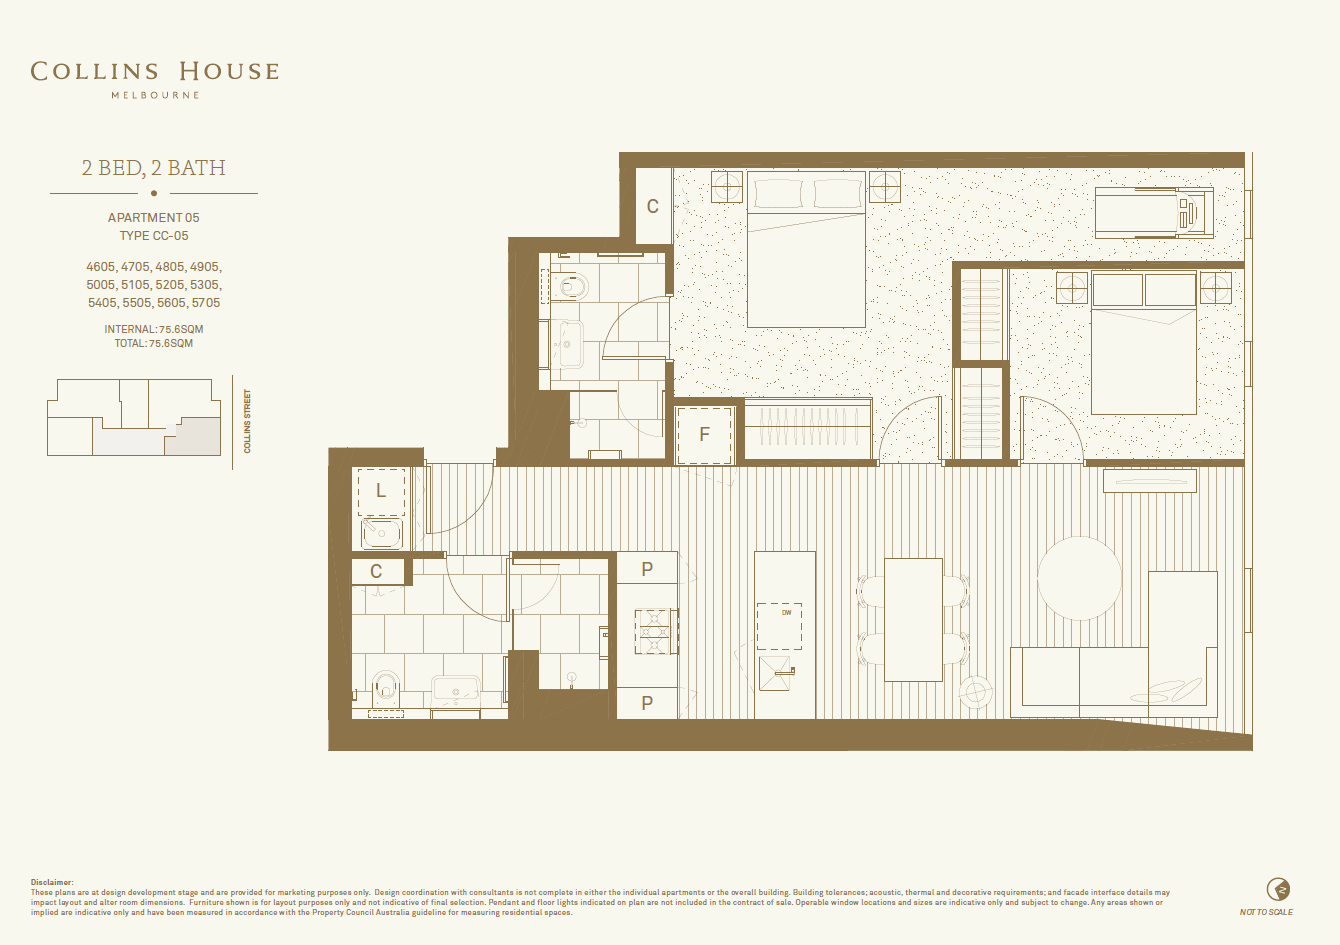 COLLINS HOUSE
MELBOURNE
2 BED, 2 BATH
APARTMENT 05
TYPE CC-05
4605, 4705, 4805, 4905,
5005, 5105, 5205, 5305,
5405, 5505, 5605, 5705
INTERNAL: 75.6SQM
TOTAL: 75.6SQM
COLLINS STREET
C
F
L
C
P
DW
P
Disclaimer:
These plans are at design development stage and are provided for marketing purposes only. Design coordination with consultants is not complete in either the individual apartments or the overall building. Building tolerances; acoustic, thermal and decorative requirements; and facade interface details may
impact layout and alter room dimensions. Furniture shown is for layout purposes only and not indicative of final selection. Pendant and floor lights indicated on plan are not included in the contract of sale. Operable window locations and sizes are indicative only and subject to change. Any areas shown or
implied are indicative only and have been measured in accordance with the Property Council Australia guideline for measuring residential spaces.
N
NOT TO SCALE